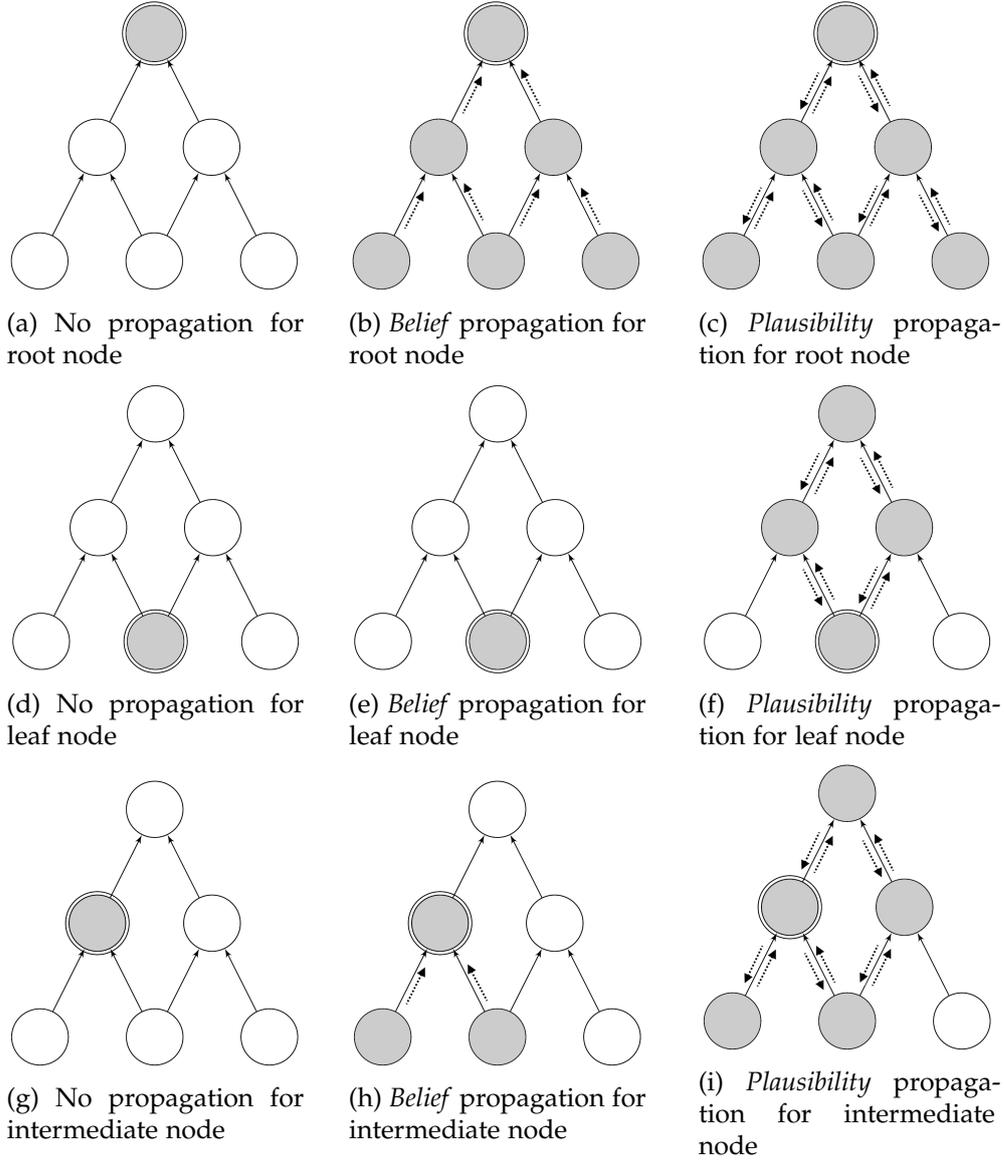 (a) No propagation for
root node
(b) Belief propagation for
root node
(c) Plausibility propaga-
tion for root node
(d) No propagation for
leaf node
(e) Belief propagation for
leaf node
(f) Plausibility propaga-
tion for leaf node
(g) No propagation for
intermediate node
(h) Belief propagation for
intermediate node
(i) Plausibility propaga-
tion for intermediate
node